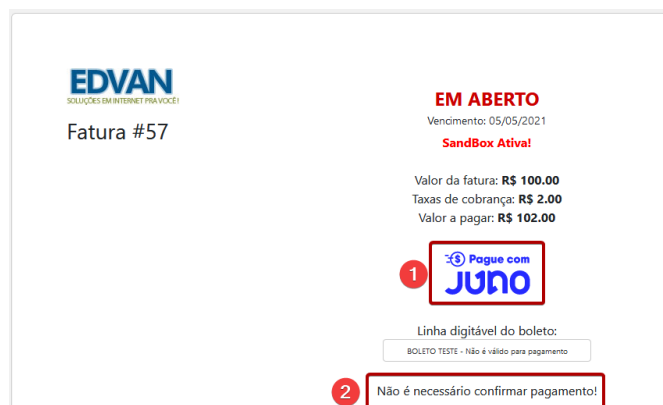 EDVAN
SOLUÇÕES EM INTERNET PRA VOCÊ!
Fatura #57
EM ABERTO
Vencimento: 05/05/2021
SandBox Ativa!
Valor da fatura: R$ 100.00
Taxas de cobrança: R$ 2.00
Valor a pagar: R$ 102.00
1
$ Pague com
JUNO
Linha digitável do boleto:
BOLETO TESTE - Não é válido para pagamento
2
Não é necessário confirmar pagamento!